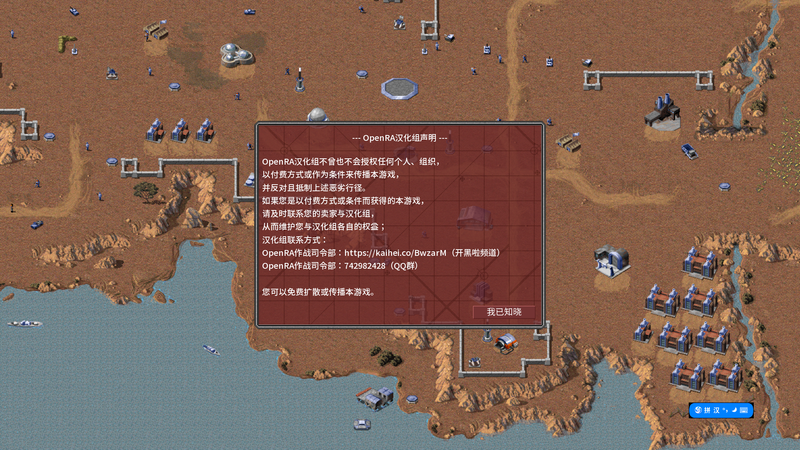 --- OpenRA汉化组声明 ---
OpenRA汉化组不曾也不会授权任何个人、组织，
以付费方式或作为条件来传播本游戏，
并反对且抵制上述恶劣行径。
如果您是以付费方式或条件而获得的本游戏，
请及时联系您的卖家与汉化组，
从而维护您与汉化组各自的权益；
汉化组联系方式：
OpenRA作战司令部：https://kaihei.co/BwzarM（开黑啦频道）
OpenRA作战司令部：742982428（QQ群）
您可以免费扩散或传播本游戏。
我已知晓
拼 汉